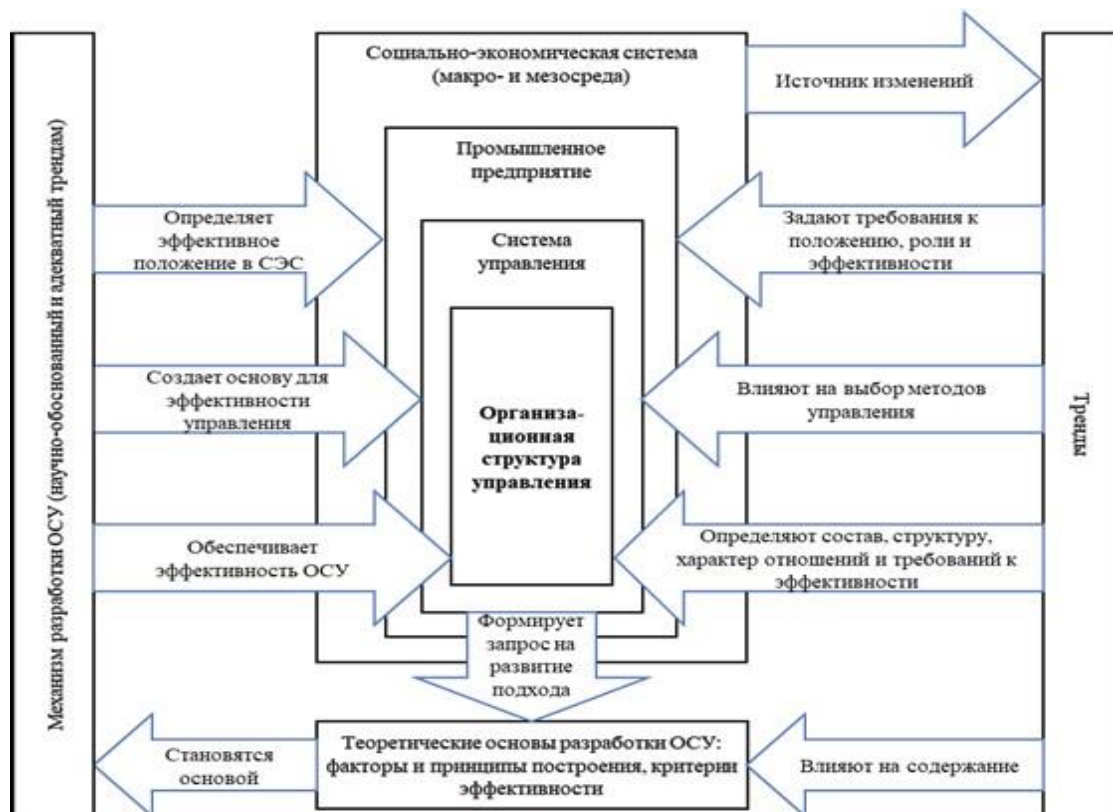 Механизм разработки ОСУ (научно-обоснованный и адекватный трендам)
Социально-экономическая система
(макро- и мезосреда)
Источник изменений
Промышленное
предприятие
Определяет
эффективное
положение в СЭС
Задают требования к
положению, роли и
эффективности
Система
управления
Создает основу для
эффективности
управления
Влияют на выбор методов
управления
Организа-
ционная
структура
управления
Обеспечивает
эффективность ОСУ
Определяют состав, структуру,
характер отношений и требований к
эффективности
Формирует
запрос на
развитие
подхода
Становятся
основой
Теоретические основы разработки ОСУ:
факторы и принципы построения, критерии
эффективности
Влияют на содержание
Тренды